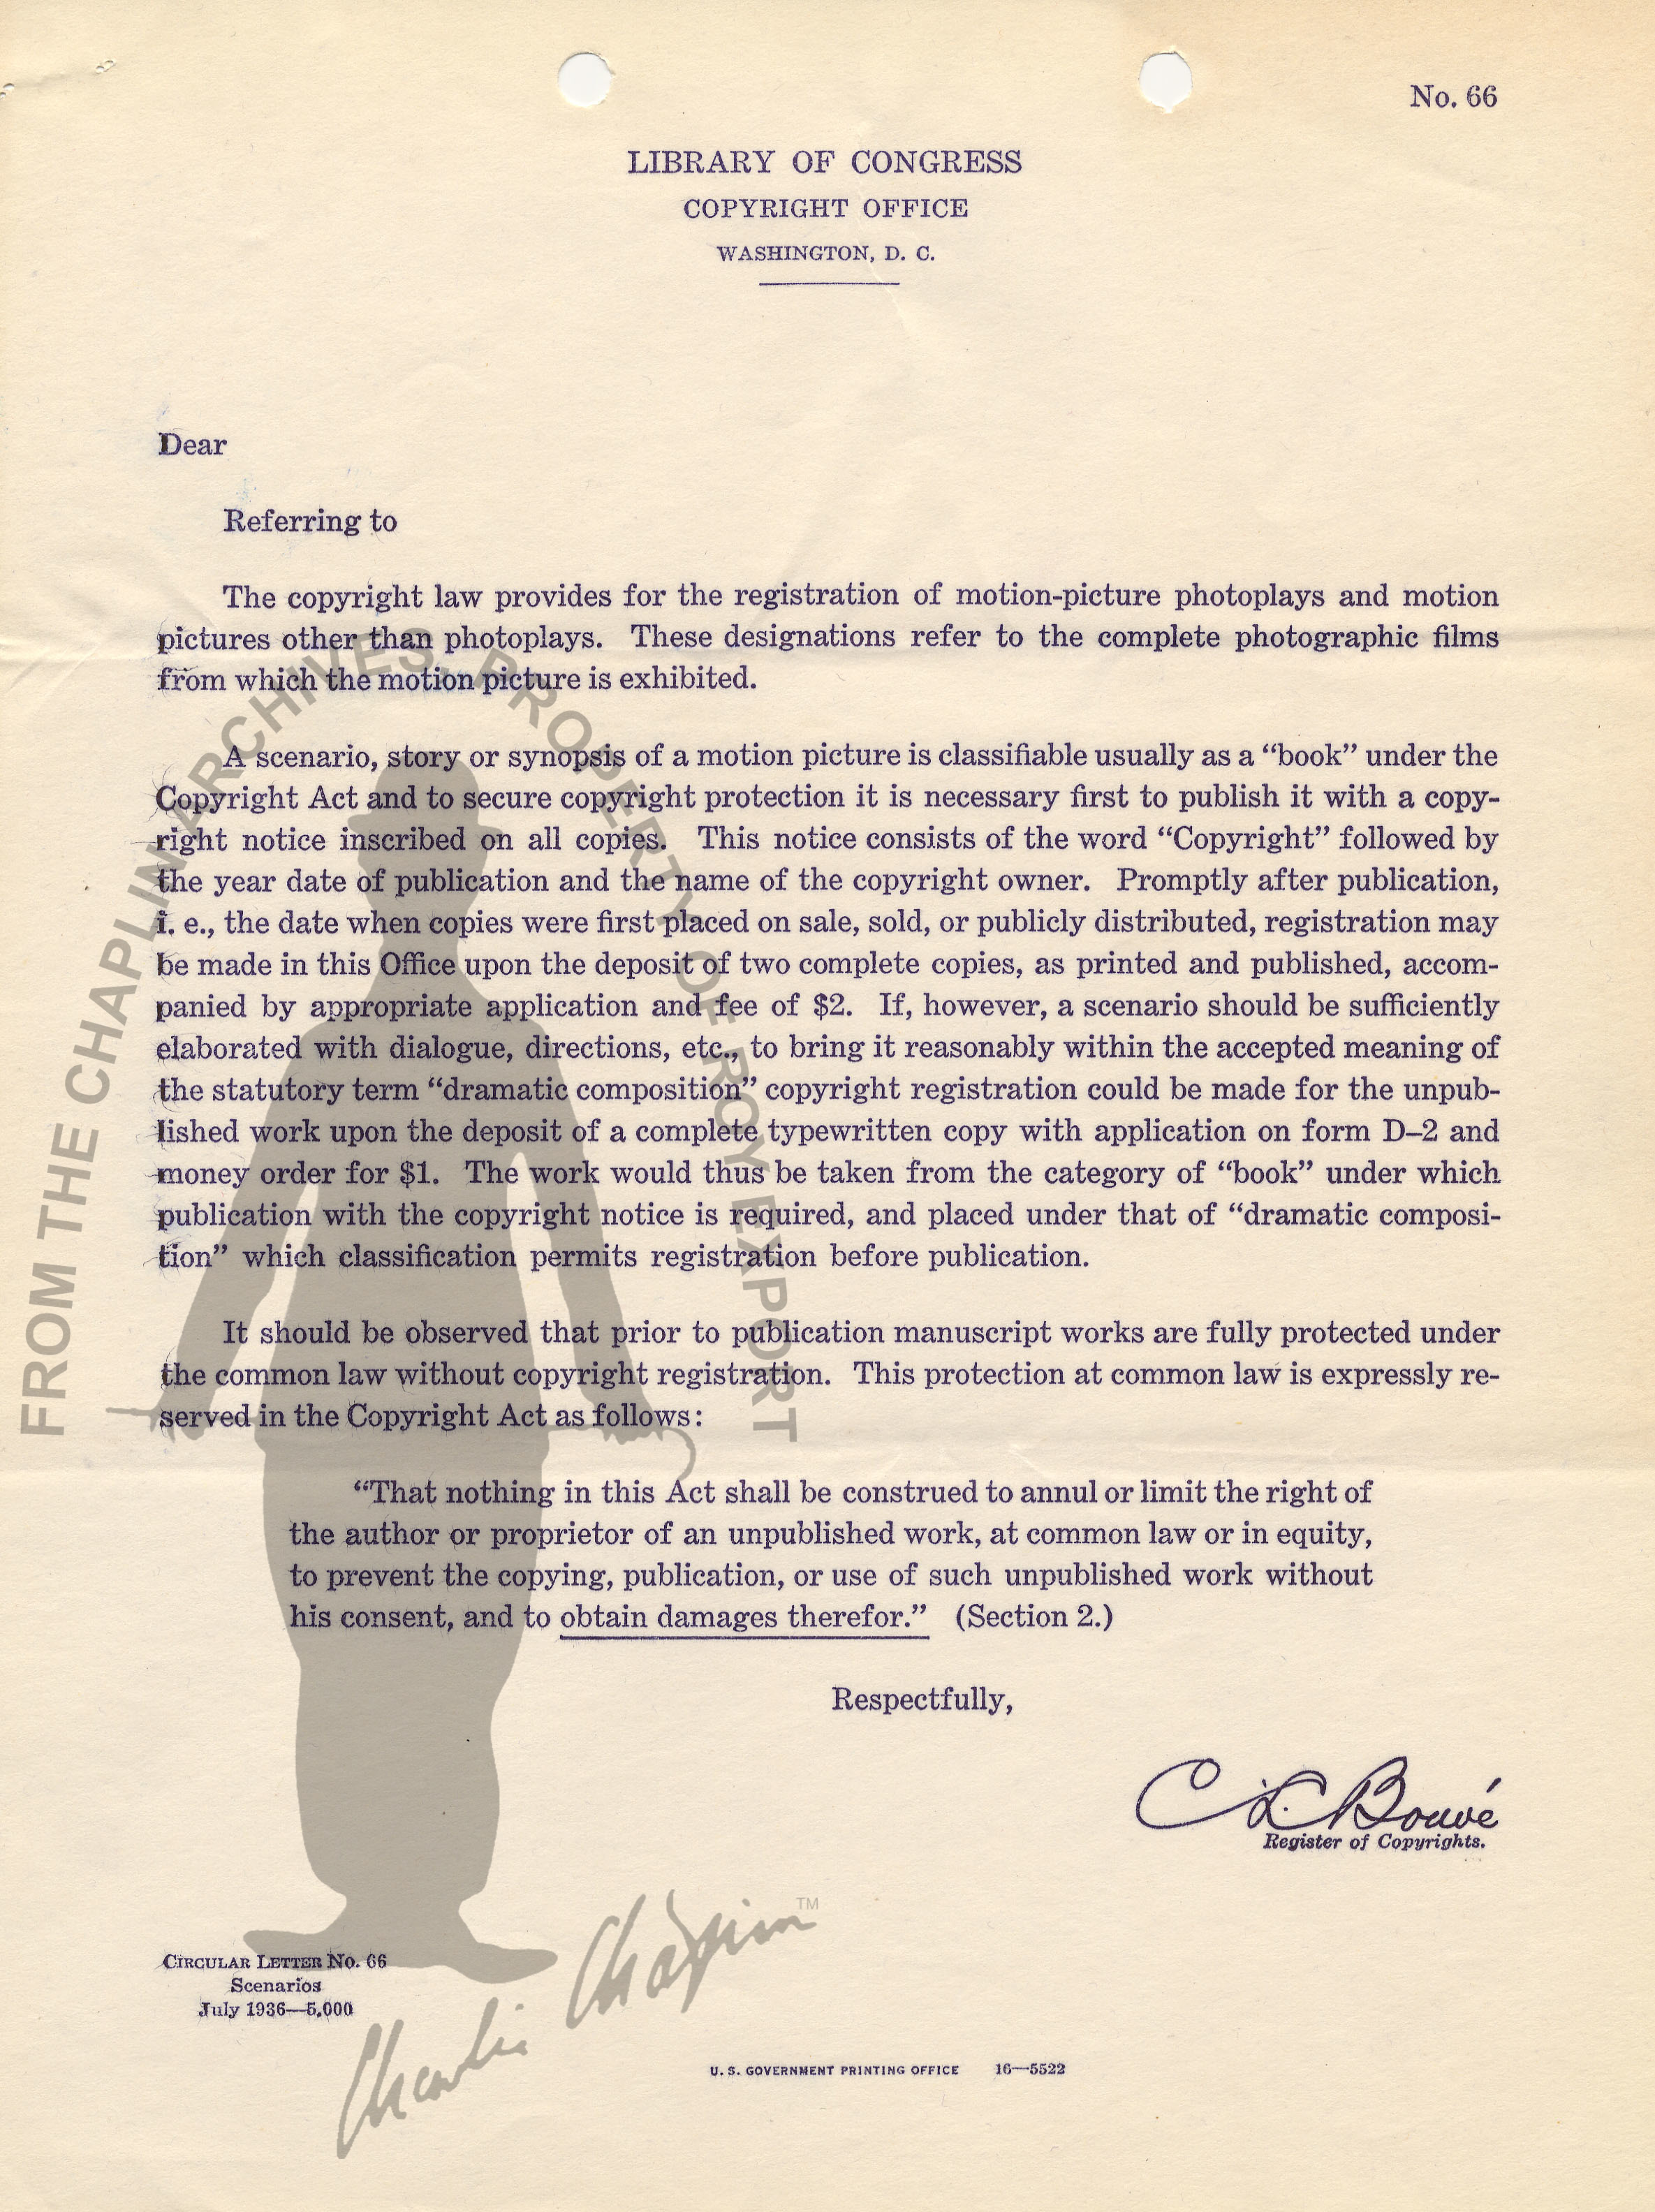 No. 66
LIBRARY OF CONGRESS
COPYRIGHT OFFICE
WASHINGTON, D. C.
Dear
Referring to
The copyright law provides for the registration of motion-picture photoplays and motion
pictures other than photoplays. These designations refer to the complete photographic films
from which the motion picture is exhibited.
A scenario, story or synopsis of a motion picture is classifiable usually as a “book” under the
Copyright Act and to secure copyright protection it is necessary first to publish it with a copy-
right notice inscribed on all copies. This notice consists of the word “Copyright” followed by
the year date of publication and the name of the copyright owner. Promptly after publication,
i. e., the date when copies were first placed on sale, sold, or publicly distributed, registration may
be made in this Office upon the deposit of two complete copies, as printed and published, accom-
panied by appropriate application and fee of $2. If, however, a scenario should be sufficiently
elaborated with dialogue, directions, etc., to bring it reasonably within the accepted meaning of
the statutory term “dramatic composition” copyright registration could be made for the unpub-
lished work upon the deposit of a complete typewritten copy with application on form D–2 and
money order for $1. The work would thus be taken from the category of “book” under which
publication with the copyright notice is required, and placed under that of “dramatic composi-
tion” which classification permits registration before publication.
It should be observed that prior to publication manuscript works are fully protected under
the common law without copyright registration. This protection at common law is expressly re-
served in the Copyright Act as follows:
“That nothing in this Act shall be construed to annul or limit the right of
the author or proprietor of an unpublished work, at common law or in equity,
to prevent the copying, publication, or use of such unpublished work without
his consent, and to obtain damages therefor.” (Section 2.)
Respectfully,
C L. Bouvé
Register of Copyrights.
CIRCULAR LETTER NO. 66
Scenarios
July 1936—5,000
U. S. GOVERNMENT PRINTING OFFICE 16—5522
FROM THE CHAPLIN ARCHIVES, PROPERTY OF ROY EXPORT
Charlie Chaplin TM